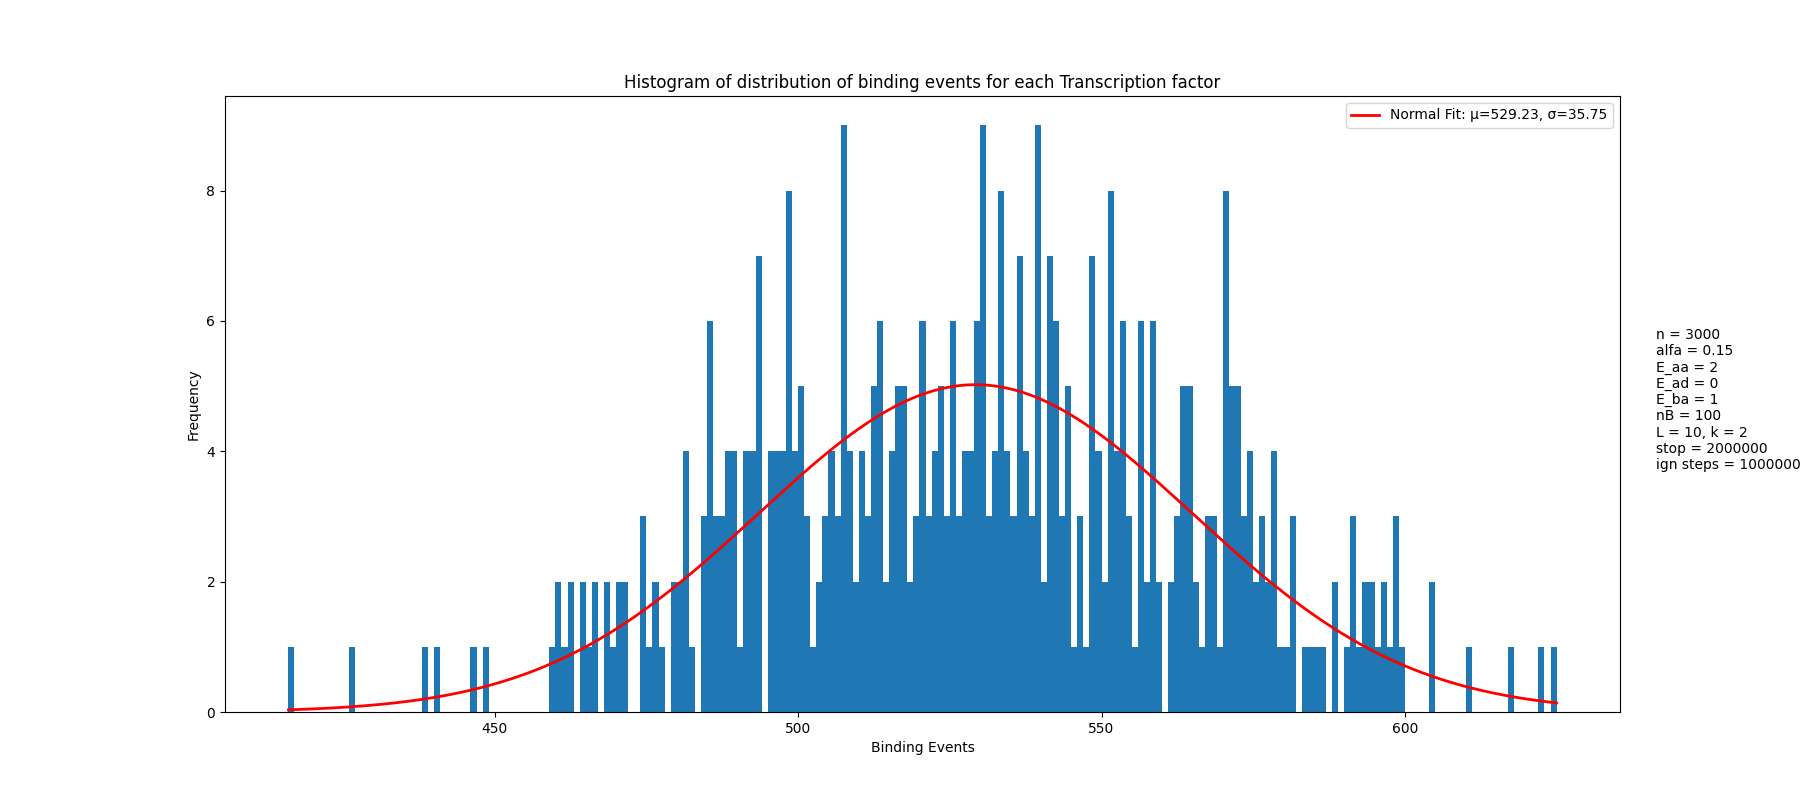 Histogram of distribution of binding events for each Transcription factor
Normal Fit: μ=529.23, σ=35.75
8
6
4
2
0
Frequency
450
500
550
600
Binding Events
n = 3000
alfa = 0.15
E_aa = 2
E_ad = 0
E_ba = 1
nB = 100
L = 10, k = 2
stop = 2000000
ign steps = 1000000